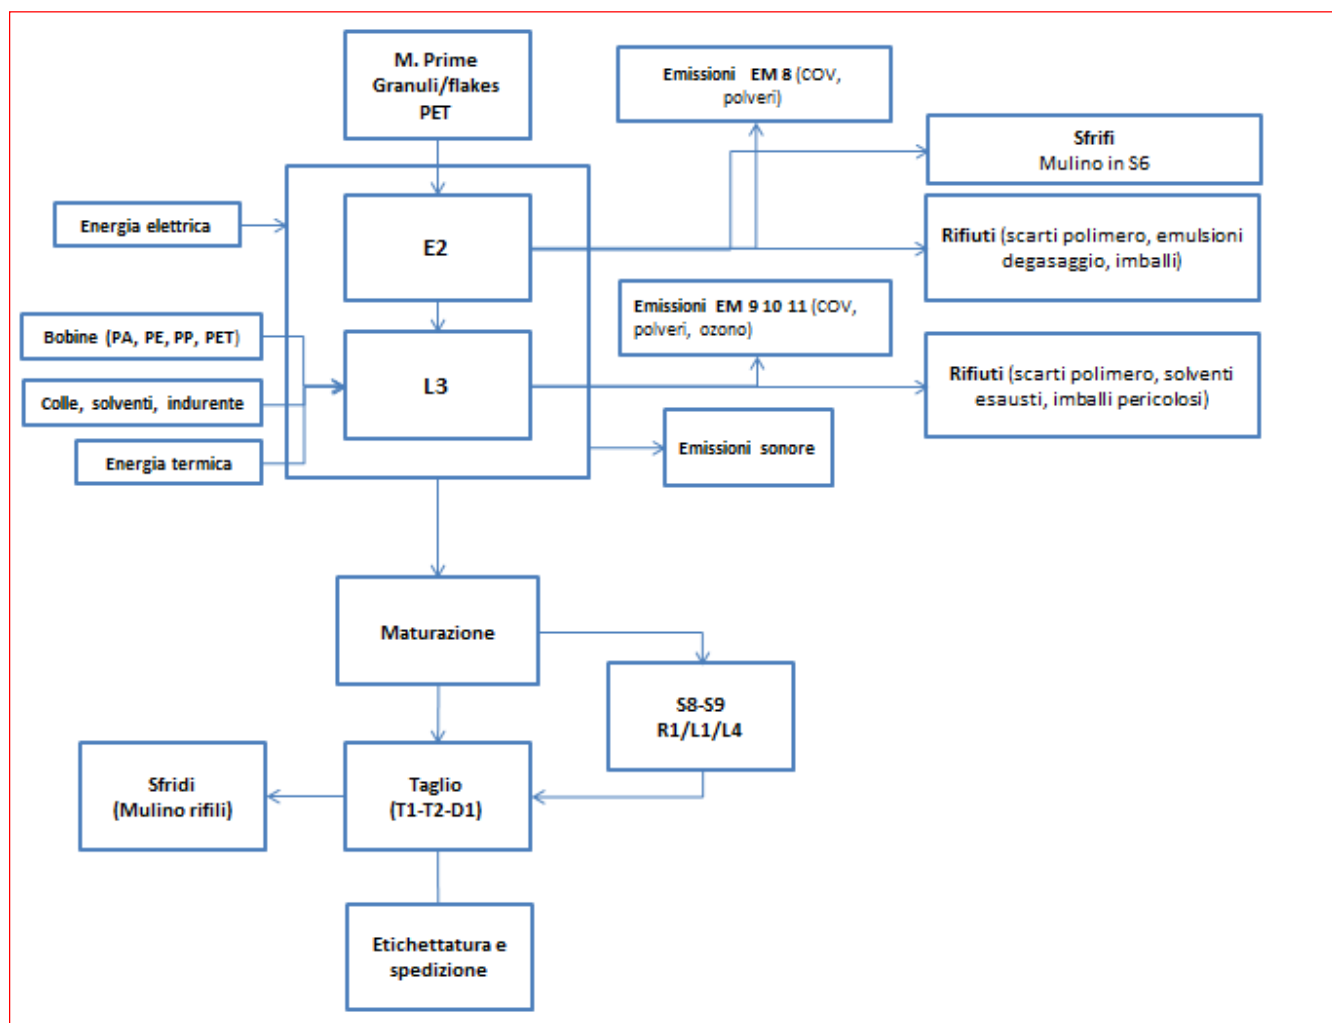 M. Prime
Granuli/flakes
PET
Emissioni EM 8 (COV,
polveri)
Sfrifi
Mulino in S6
Energia elettrica
E2
Rifiuti (scarti polimero, emulsioni
degasaggio, imballi)
Emissioni EM 9 10 11 (COV,
polveri, ozono)
Bobine (PA, PE, PP, PET)
L3
Rifiuti (scarti polimero, solventi
esausti, imballi pericolosi)
Colle, solventi, indurente
Energia termica
Emissioni sonore
Maturazione
S8-S9
R1/L1/L4
Sfridi
(Mulino rifili)
Taglio
(T1-T2-D1)
Etichettatura e
spedizione